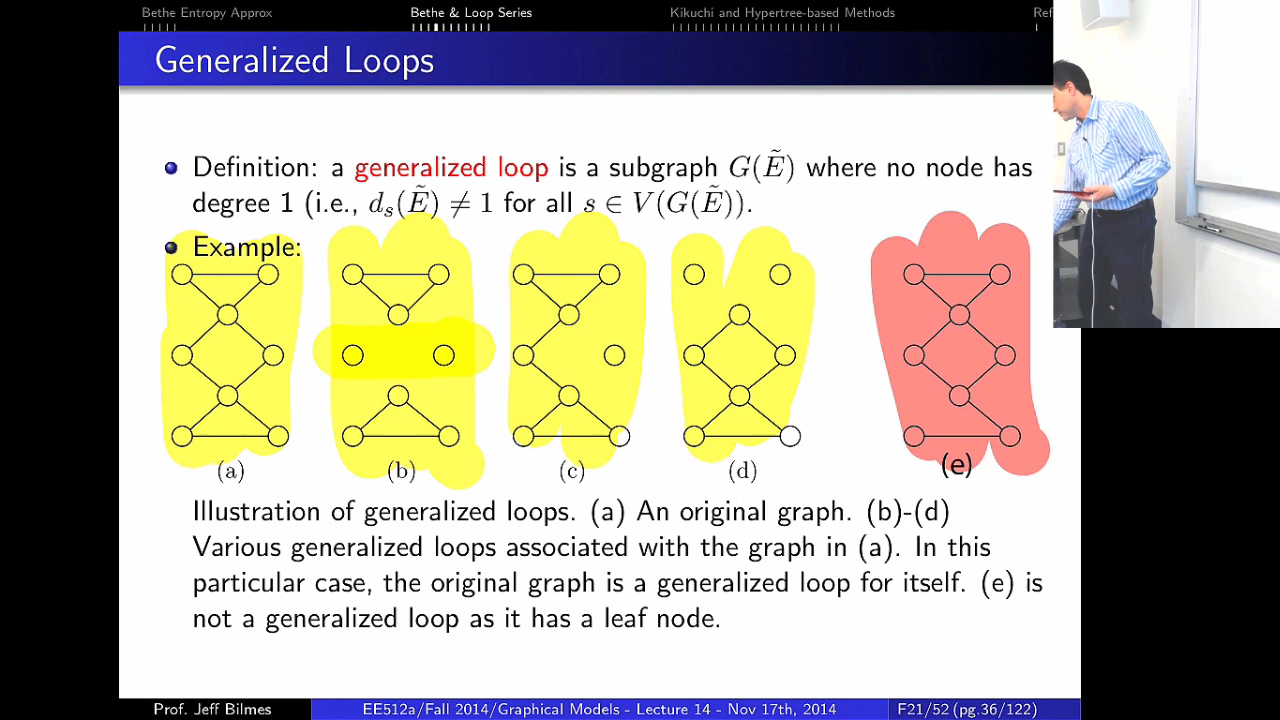 Bethe Entropy Approx Bethe & Loop Series Kikuchi and Hypertree-based Methods Ref
Generalized Loops
Definition: a generalized loop is a subgraph G(Ẽ) where no node has
degree 1 (i.e., dₛ(Ẽ) ≠ 1 for all s ∈ V(G(Ẽ)).
Example:
(a) (b) (c) (d) (e)
Illustration of generalized loops. (a) An original graph. (b)-(d)
Various generalized loops associated with the graph in (a). In this
particular case, the original graph is a generalized loop for itself. (e) is
not a generalized loop as it has a leaf node.
Prof. Jeff Bilmes EE512a/Fall 2014/Graphical Models - Lecture 14 - Nov 17th, 2014 F21/52 (pg.36/122)